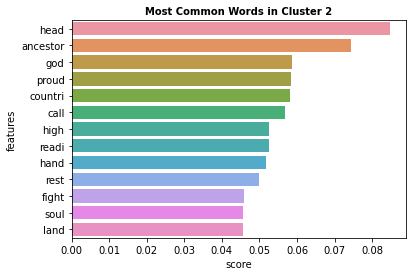 Most Common Words in Cluster 2
features
head
ancestor
god
proud
countri
call
high
readi
hand
rest
fight
soul
land
0.00 0.01 0.02 0.03 0.04 0.05 0.06 0.07 0.08
score